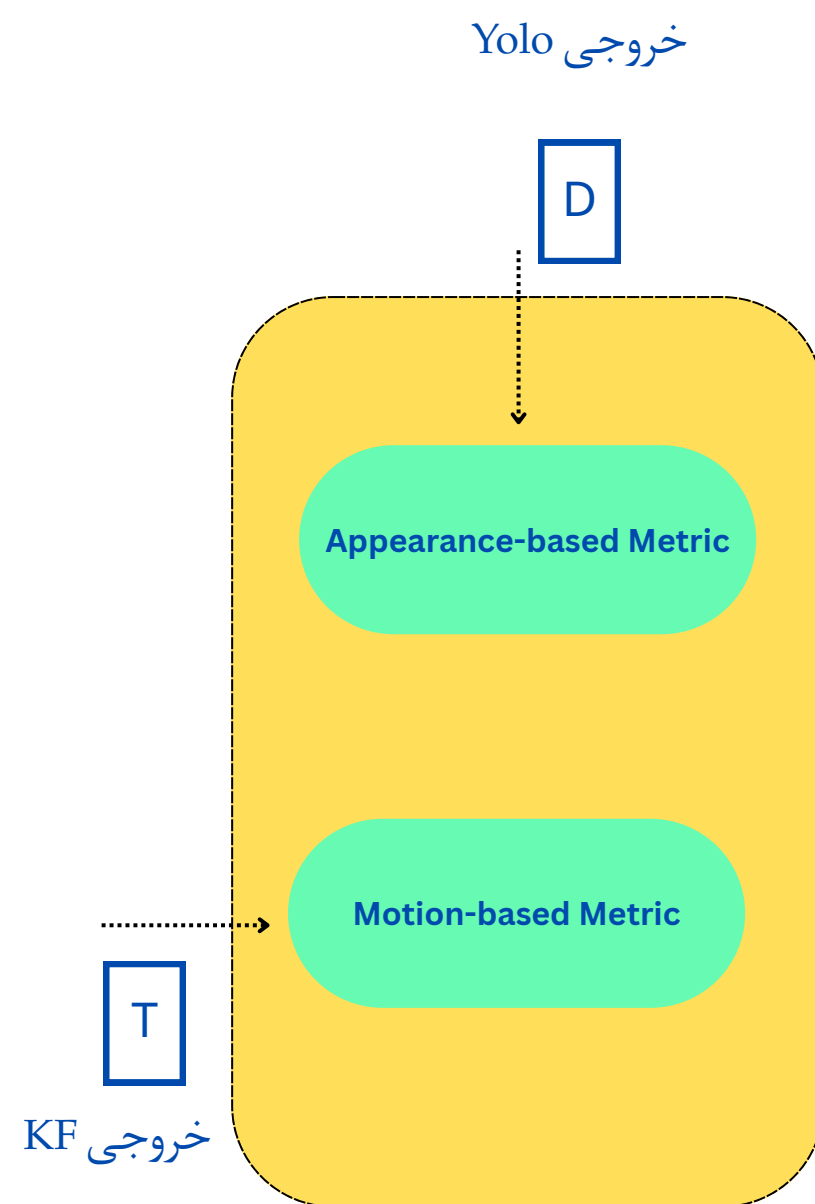 خروجی Yolo
D
Appearance-based Metric
Motion-based Metric
T
خروجی KF